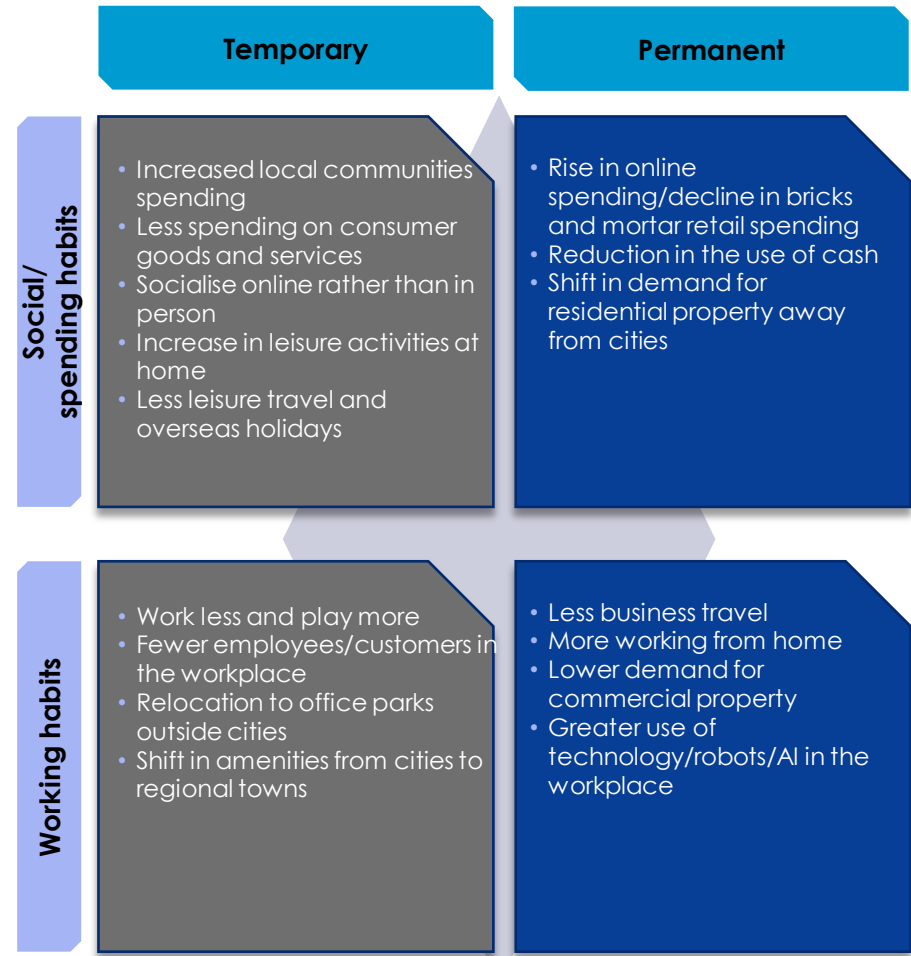 Temporary
Permanent
Social/
spending habits
• Increased local communities
spending
• Less spending on consumer
goods and services
• Socialise online rather than in
person
• Increase in leisure activities at
home
• Less leisure travel and
overseas holidays
• Rise in online
spending/decline in bricks
and mortar retail spending
• Reduction in the use of cash
• Shift in demand for
residential property away
from cities
Working habits
• Work less and play more
• Fewer employees/customers in
the workplace
• Relocation to office parks
outside cities
• Shift in amenities from cities to
regional towns
• Less business travel
• More working from home
• Lower demand for
commercial property
• Greater use of
technology/robots/AI in the
workplace